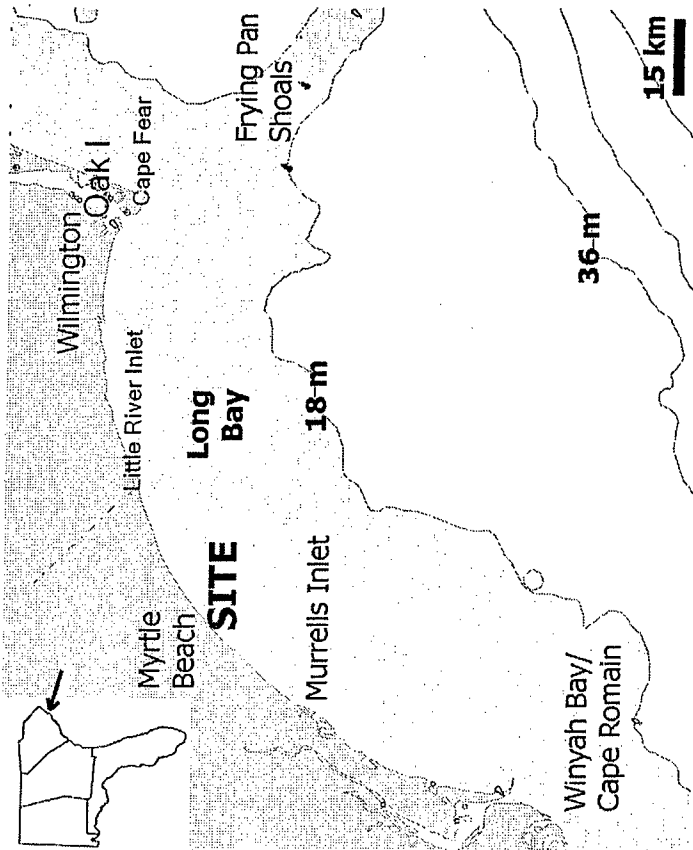 Wilmington
Oak I
Cape Fear
Frying Pan
Shoals
Little River Inlet
Long
Bay
Myrtle
Beach
SITE
18-m
Murrells Inlet
36-m
Winyah Bay/
Cape Romain
15 km